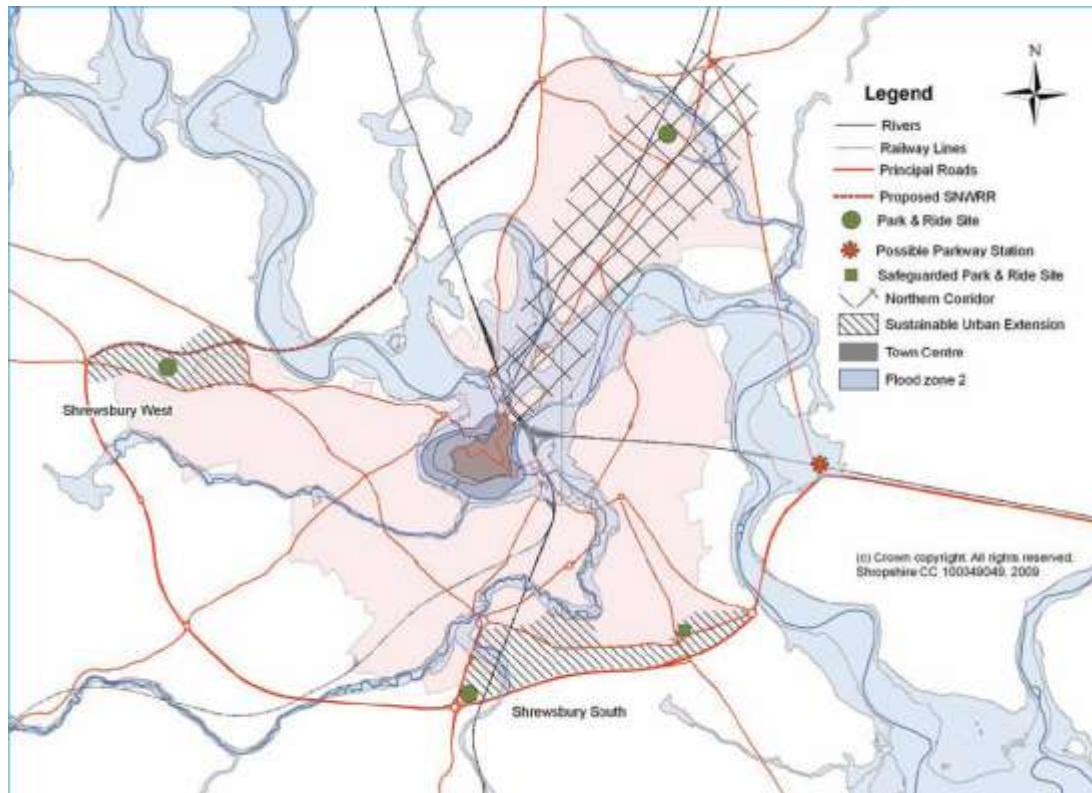 N
Legend
Rivers
Railway Lines
Principal Roads
Proposed SNWRR
Park & Ride Site
Possible Parkway Station
Safeguarded Park & Ride Site
Northern Corridor
Sustainable Urban Extension
Town Centre
Flood zone 2
Shrewsbury West
(c) Crown copyright. All rights reserved.
Shropshire CC 100049049, 2009
Shrewsbury South